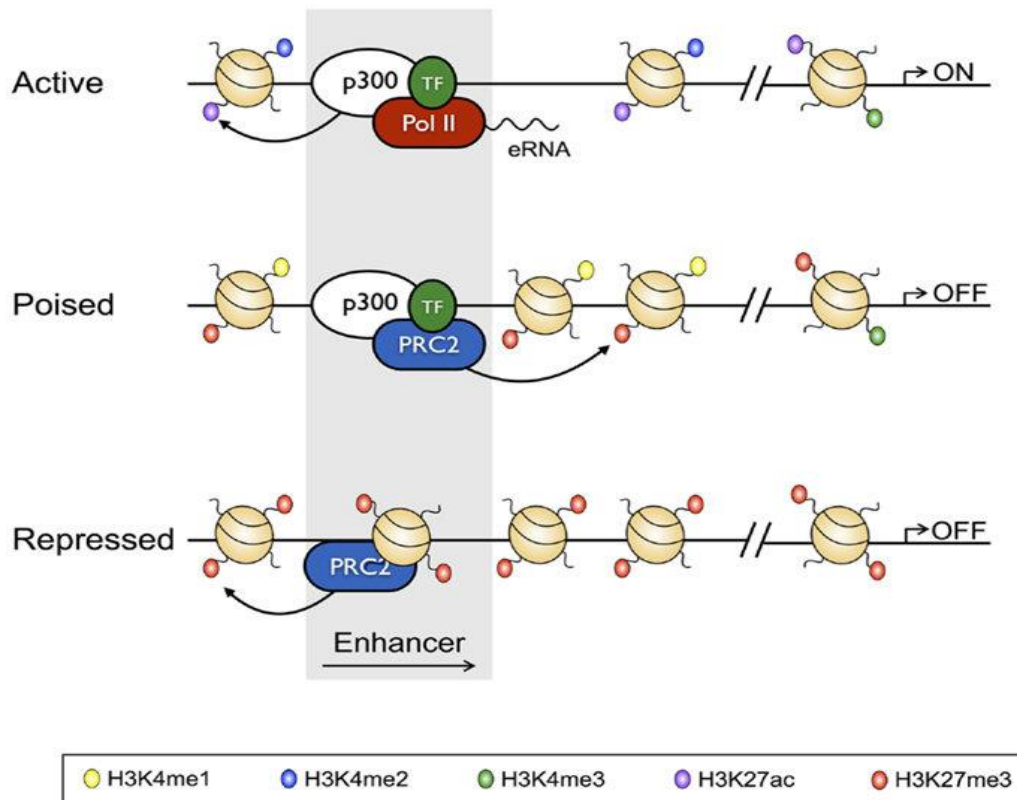 Active
p300
TF
Pol II
eRNA
ON
Poised
p300
TF
PRC2
OFF
Repressed
PRC2
OFF
Enhancer
H3K4me1 H3K4me2 H3K4me3 H3K27ac H3K27me3